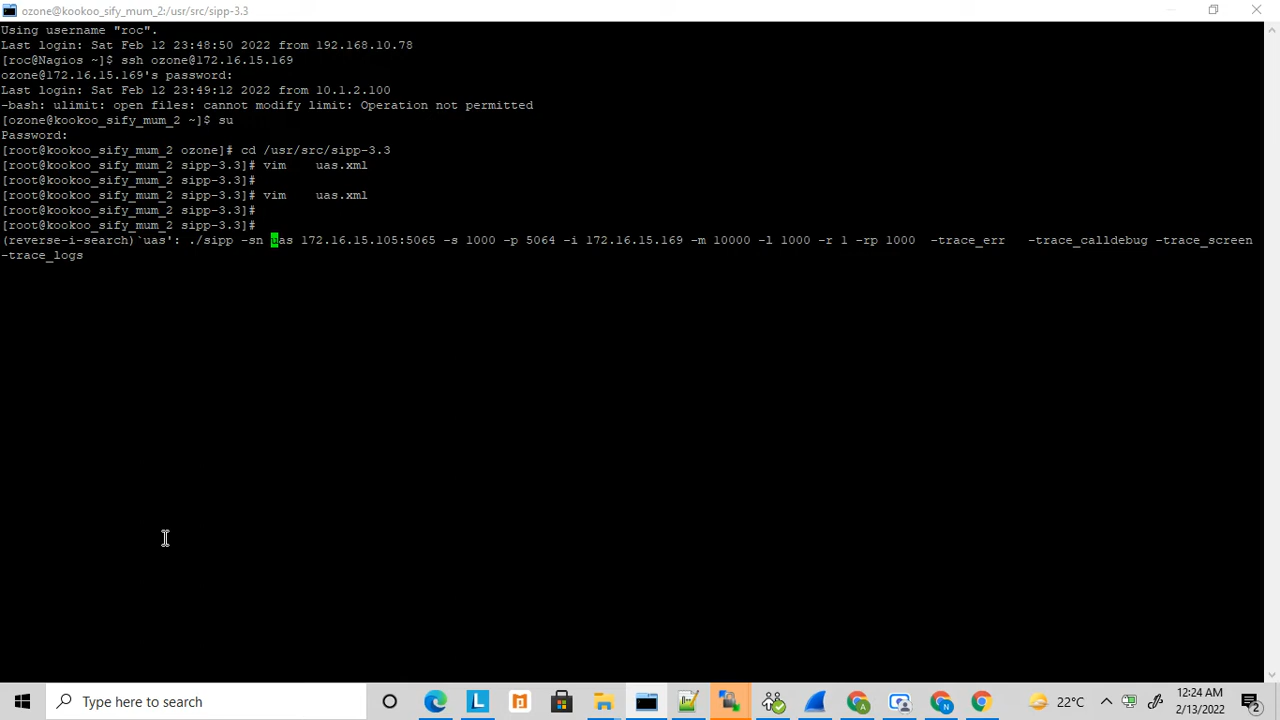 ozone@kookoo_sify_mum_2:/usr/src/sipp-3.3
Using username "roc".
Last login: Sat Feb 12 23:48:50 2022 from 192.168.10.78
[roc@Nagios ~]$ ssh ozone@172.16.15.169
ozone@172.16.15.169's password:
Last login: Sat Feb 12 23:49:12 2022 from 10.1.2.100
-bash: ulimit: open files: cannot modify limit: Operation not permitted
[ozone@kookoo_sify_mum_2 ~]$ su
Password:
[root@kookoo_sify_mum_2 ozone]# cd /usr/src/sipp-3.3
[root@kookoo_sify_mum_2 sipp-3.3]# vim    uas.xml
[root@kookoo_sify_mum_2 sipp-3.3]#
[root@kookoo_sify_mum_2 sipp-3.3]# vim    uas.xml
[root@kookoo_sify_mum_2 sipp-3.3]#
[root@kookoo_sify_mum_2 sipp-3.3]#
(reverse-i-search)`uas': ./sipp -sn uas 172.16.15.105:5065 -s 1000 -p 5064 -i 172.16.15.169 -m 10000 -l 1000 -r 1 -rp 1000  -trace_err   -trace_calldebug -trace_screen
-trace_logs
Type here to search
22°C
12:24 AM
2/13/2022
2